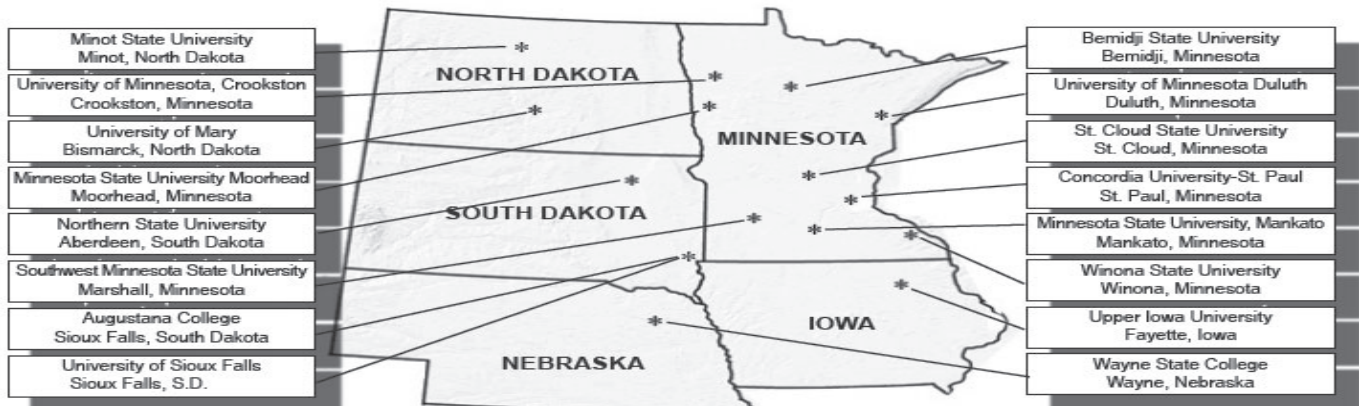 Minot State University
Minot, North Dakota
University of Minnesota, Crookston
Crookston, Minnesota
University of Mary
Bismarck, North Dakota
Minnesota State University Moorhead
Moorhead, Minnesota
Northern State University
Aberdeen, South Dakota
Southwest Minnesota State University
Marshall, Minnesota
Augustana College
Sioux Falls, South Dakota
University of Sioux Falls
Sioux Falls, S.D.
NORTH DAKOTA
SOUTH DAKOTA
NEBRASKA
MINNESOTA
IOWA
Bemidji State University
Bemidji, Minnesota
University of Minnesota Duluth
Duluth, Minnesota
St. Cloud State University
St. Cloud, Minnesota
Concordia University-St. Paul
St. Paul, Minnesota
Minnesota State University, Mankato
Mankato, Minnesota
Winona State University
Winona, Minnesota
Upper Iowa University
Fayette, Iowa
Wayne State College
Wayne, Nebraska